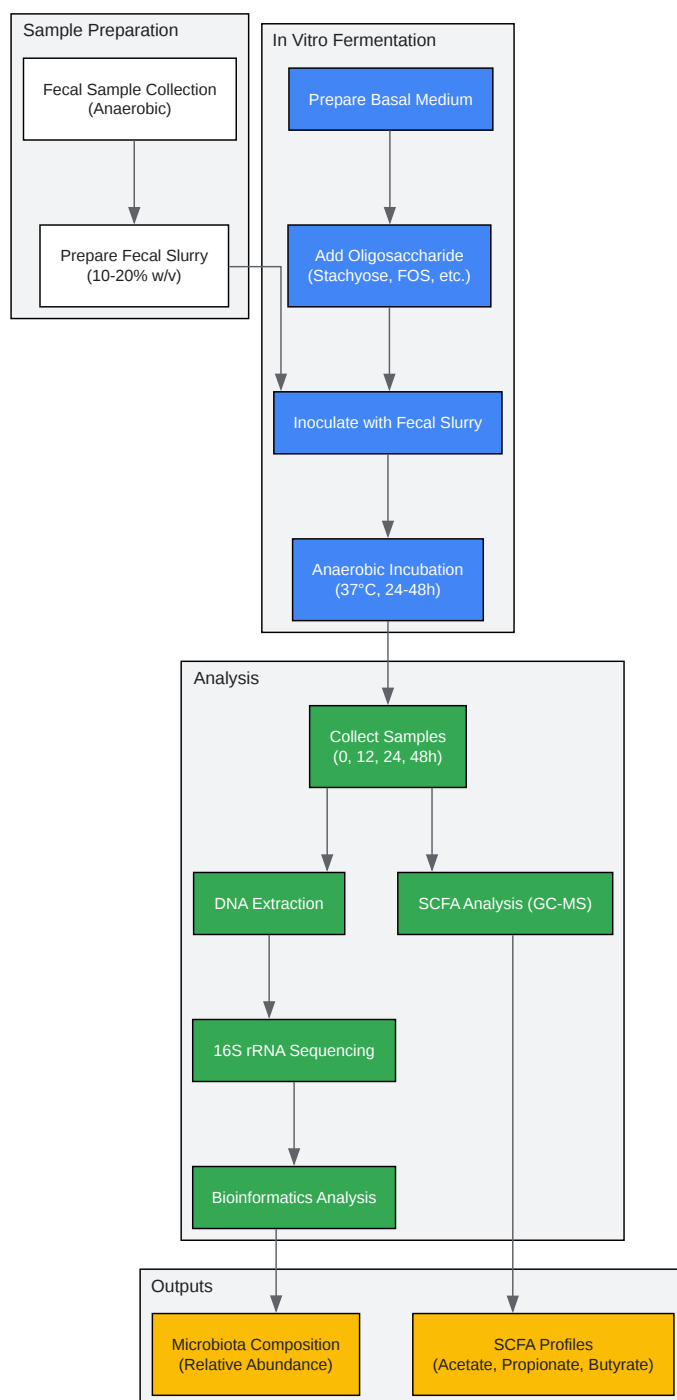 Sample Preparation
Fecal Sample Collection
(Anaerobic)
Prepare Fecal Slurry
(10-20% w/v)
In Vitro Fermentation
Prepare Basal Medium
Add Oligosaccharide
(Stachyose, FOS, etc.)
Inoculate with Fecal Slurry
Anaerobic Incubation
(37°C, 24-48h)
Analysis
Collect Samples
(0, 12, 24, 48h)
DNA Extraction
SCFA Analysis (GC-MS)
16S rRNA Sequencing
Bioinformatics Analysis
Outputs
Microbiota Composition
(Relative Abundance)
SCFA Profiles
(Acetate, Propionate, Butyrate)